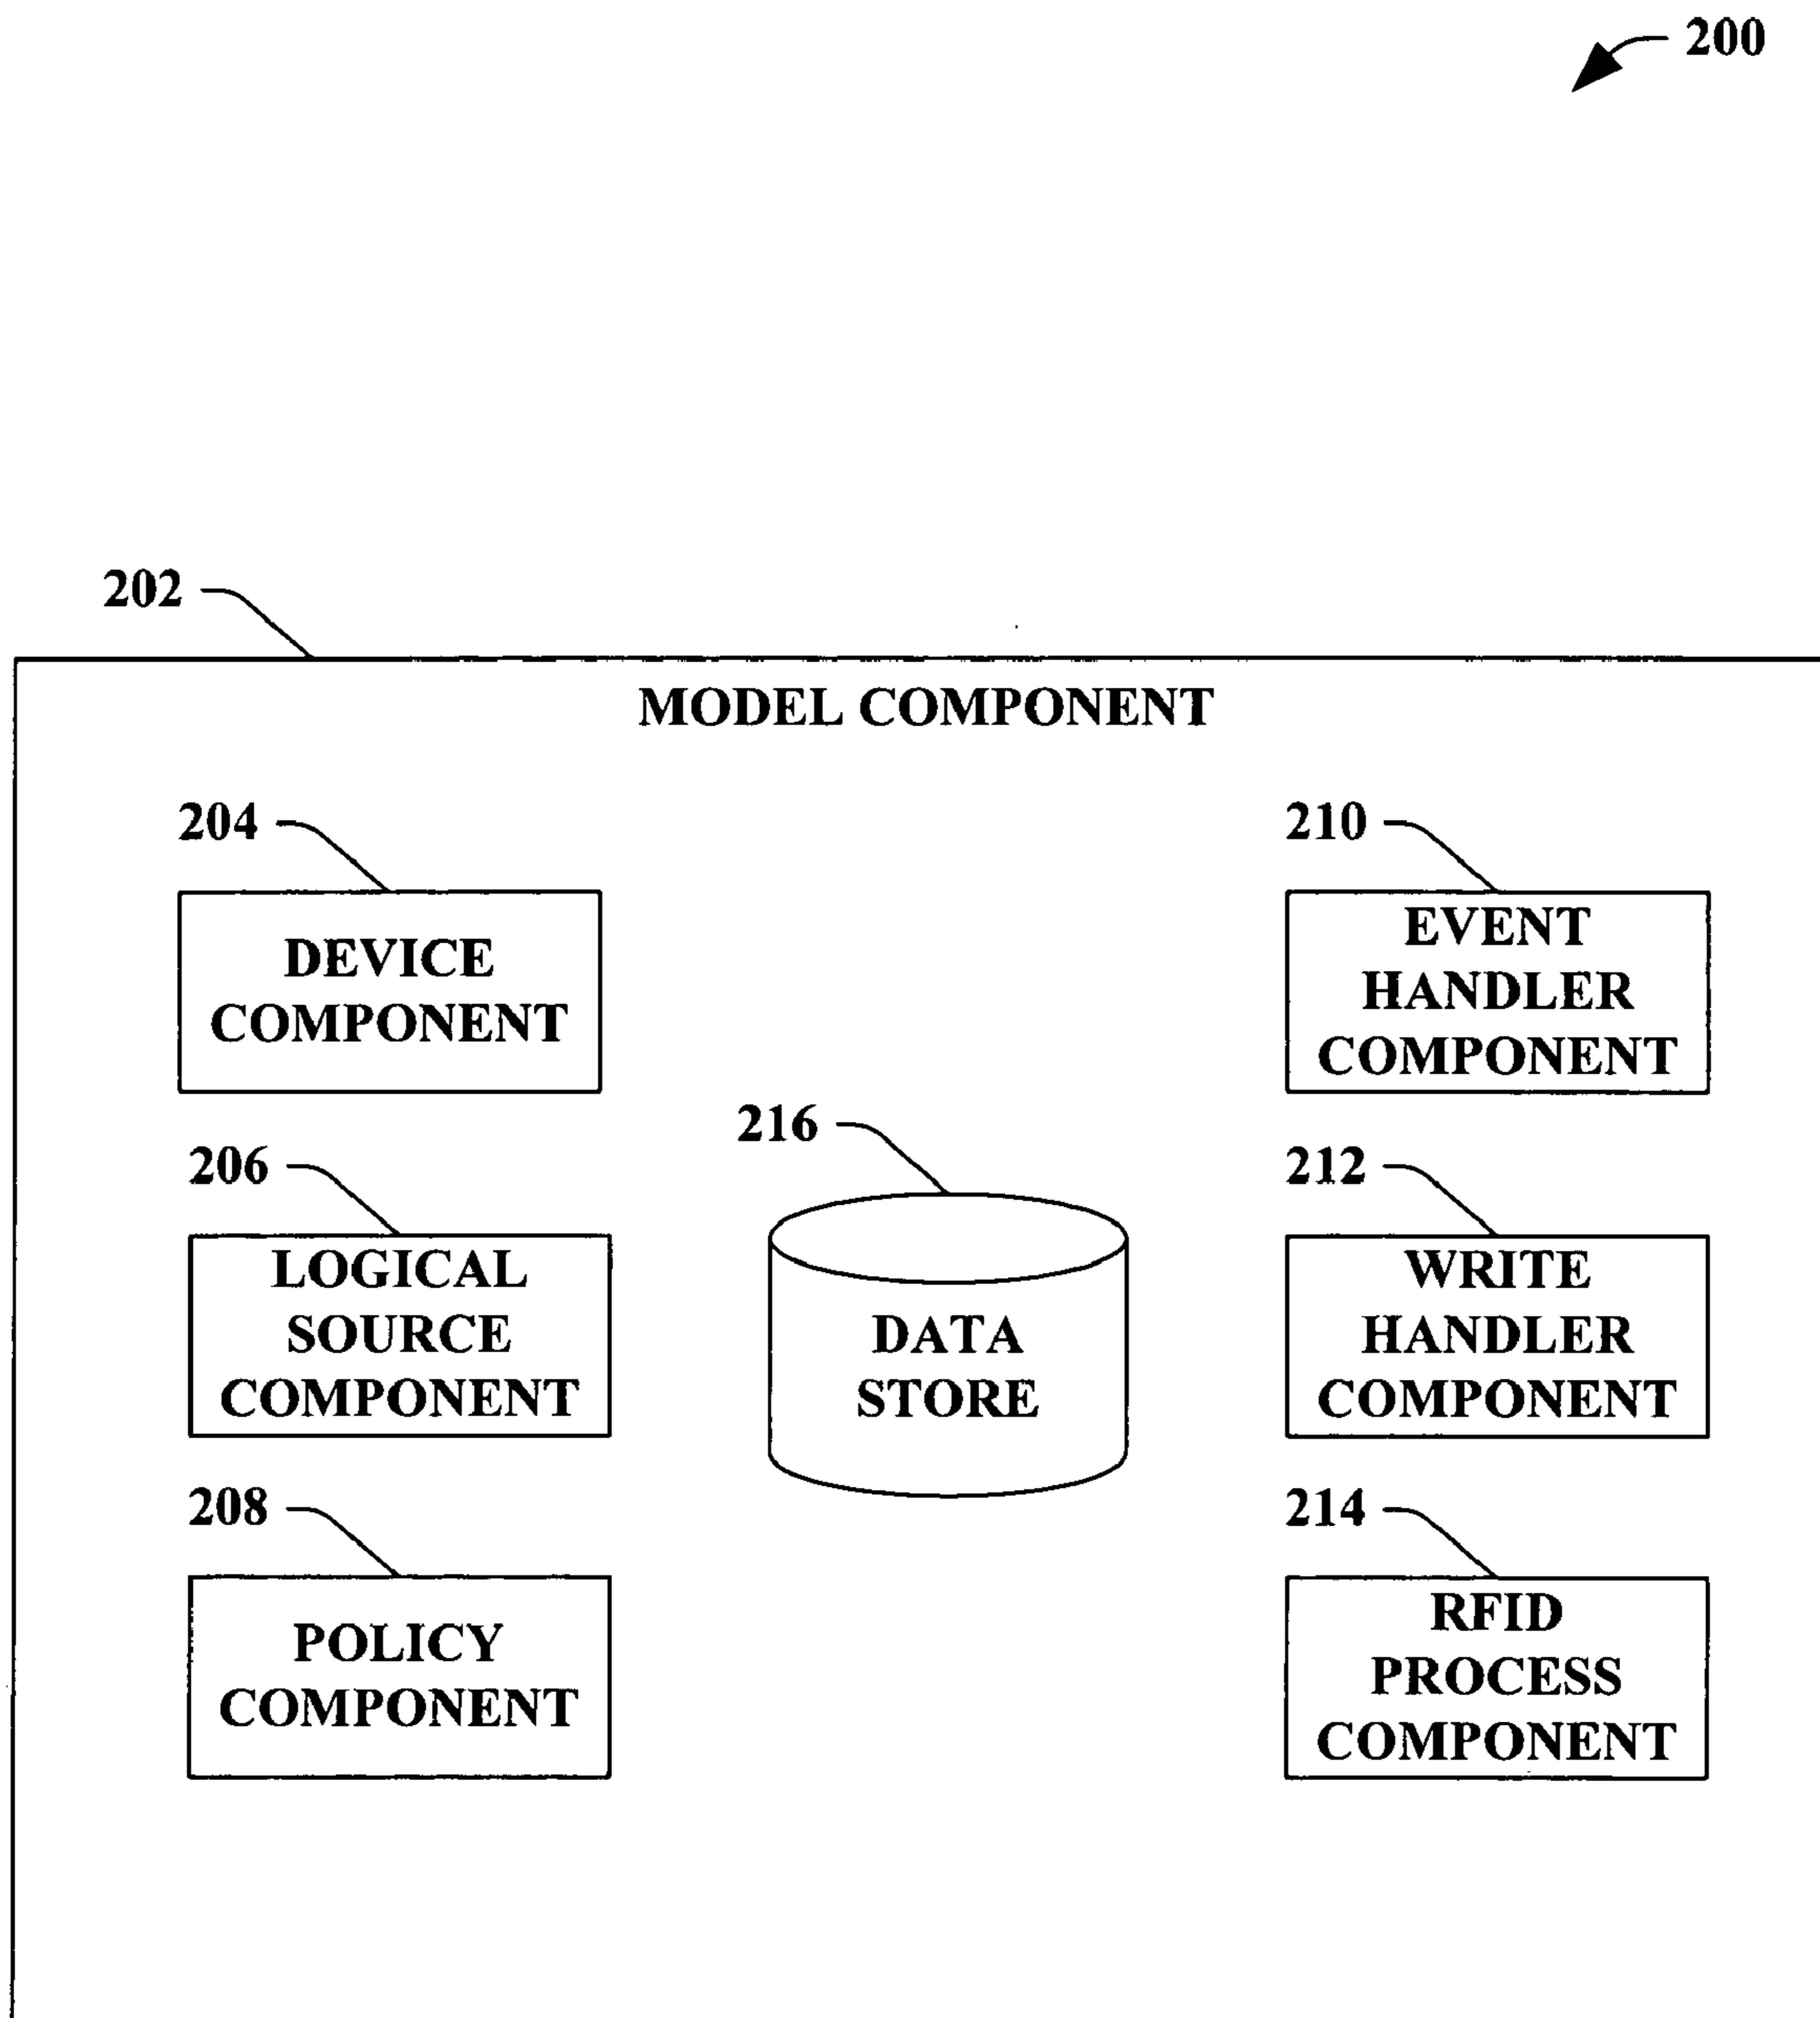 200
202
MODEL COMPONENT
204
DEVICE
COMPONENT
210
EVENT
HANDLER
COMPONENT
216
DATA
STORE
206
LOGICAL
SOURCE
COMPONENT
212
WRITE
HANDLER
COMPONENT
208
POLICY
COMPONENT
214
RFID
PROCESS
COMPONENT